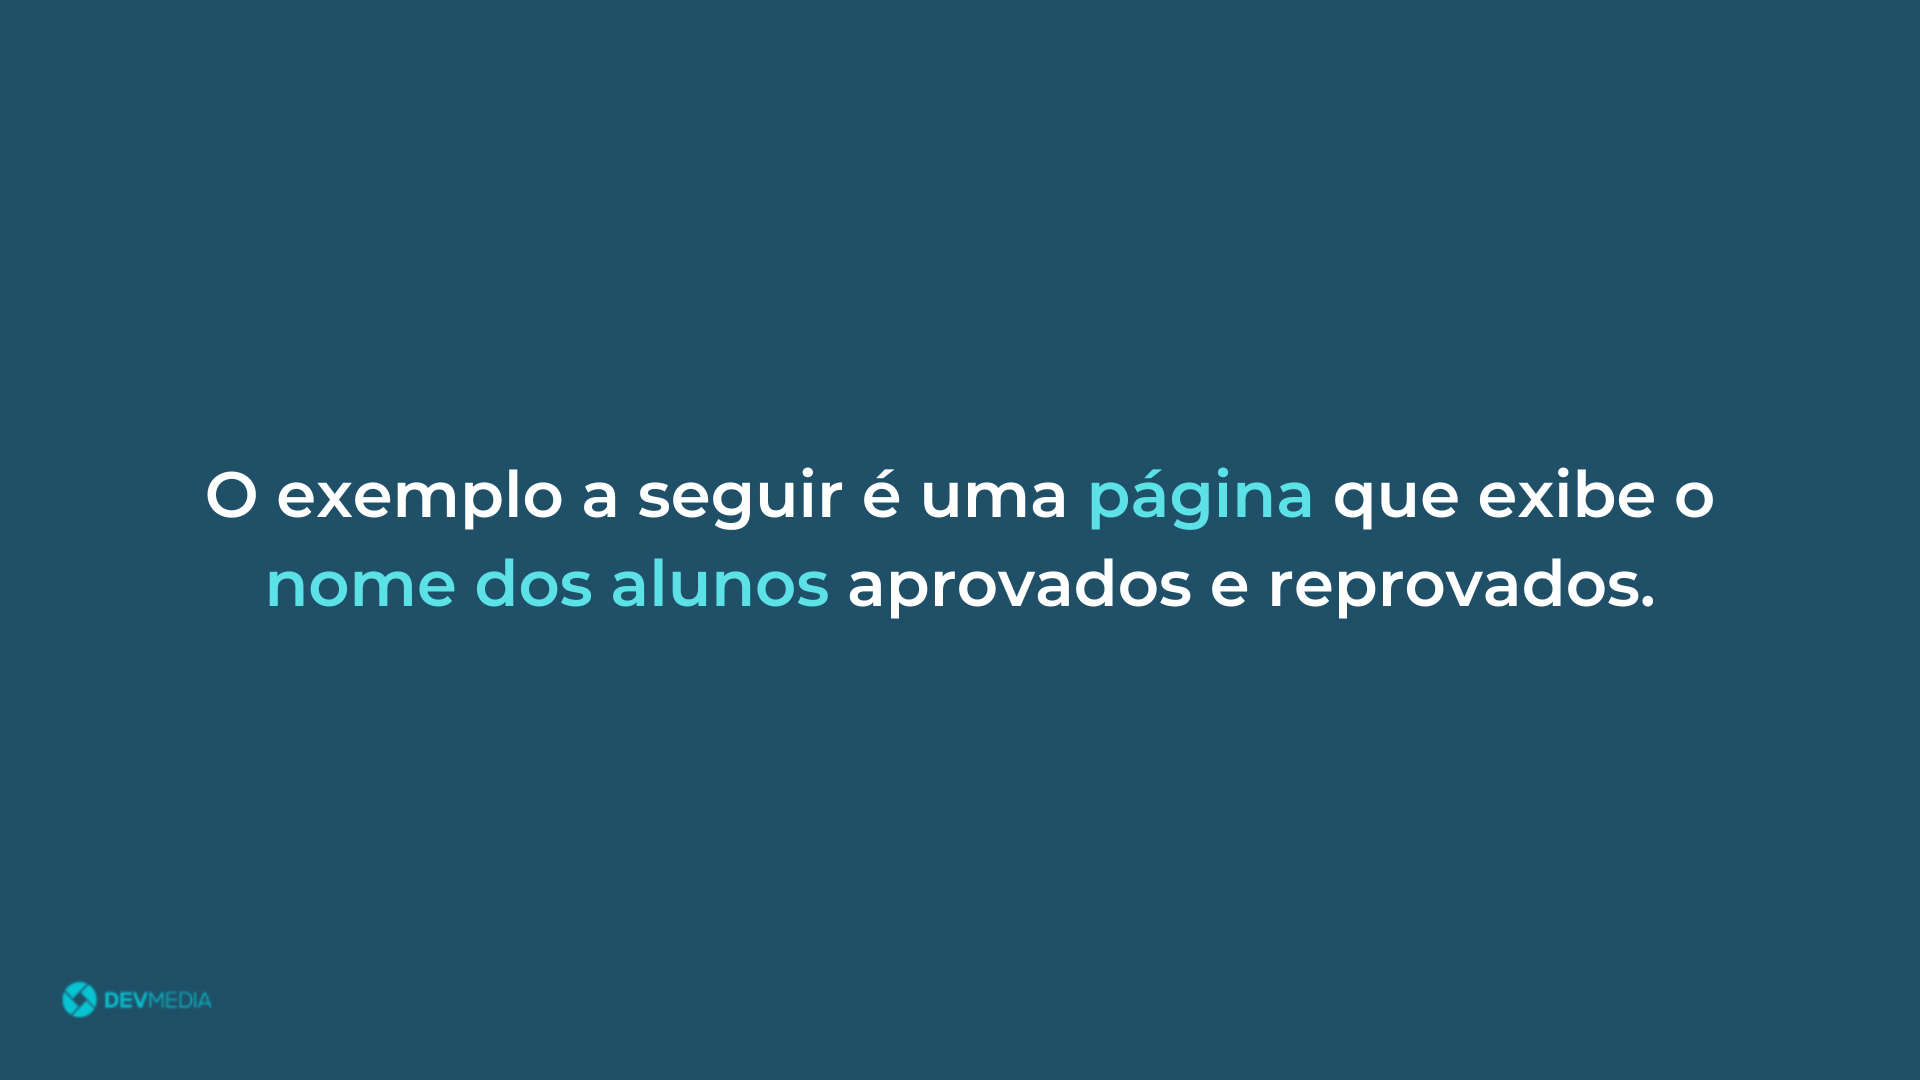 O exemplo a seguir é uma página que exibe o
nome dos alunos aprovados e reprovados.
DEVMEDIA